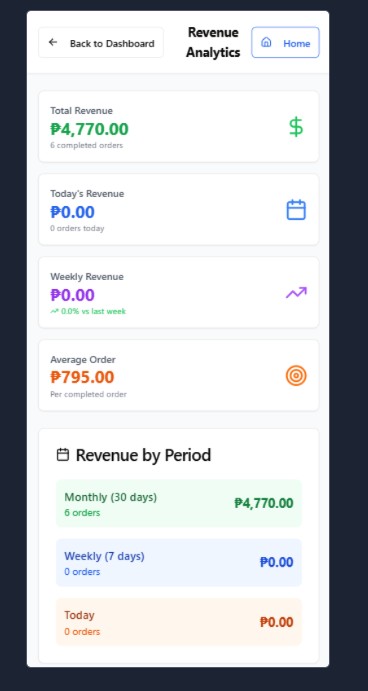 Back to Dashboard
Revenue
Analytics
Home
Total Revenue
₱4,770.00
6 completed orders
Today's Revenue
₱0.00
0 orders today
Weekly Revenue
₱0.00
0.0% vs last week
Average Order
₱795.00
Per completed order
Revenue by Period
Monthly (30 days)
6 orders
₱4,770.00
Weekly (7 days)
0 orders
₱0.00
Today
0 orders
₱0.00